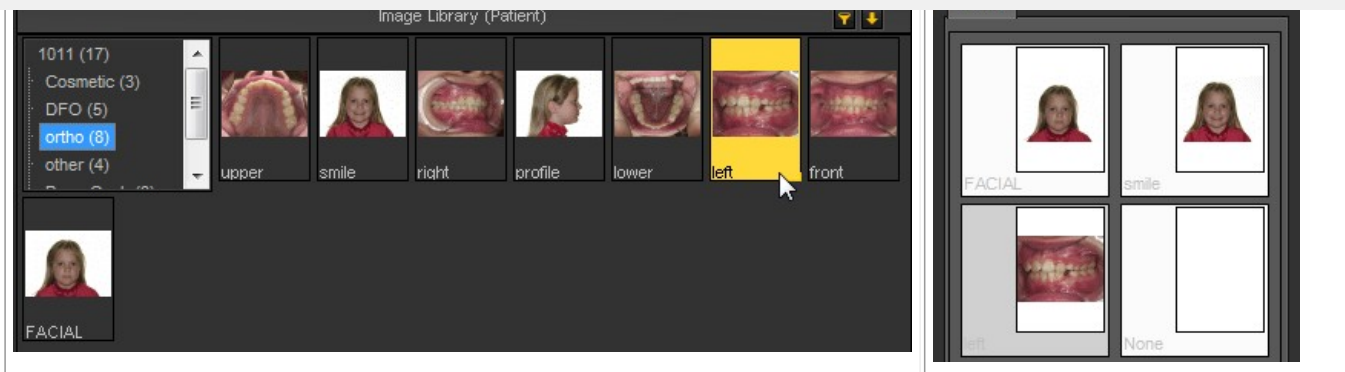 Image Library (Patient)
1011 (17)
Cosmetic (3)
DFO (5)
ortho (8)
other (4)
upper
smile
right
profile
lower
left
front
FACIAL
FACIAL
smile
left
None